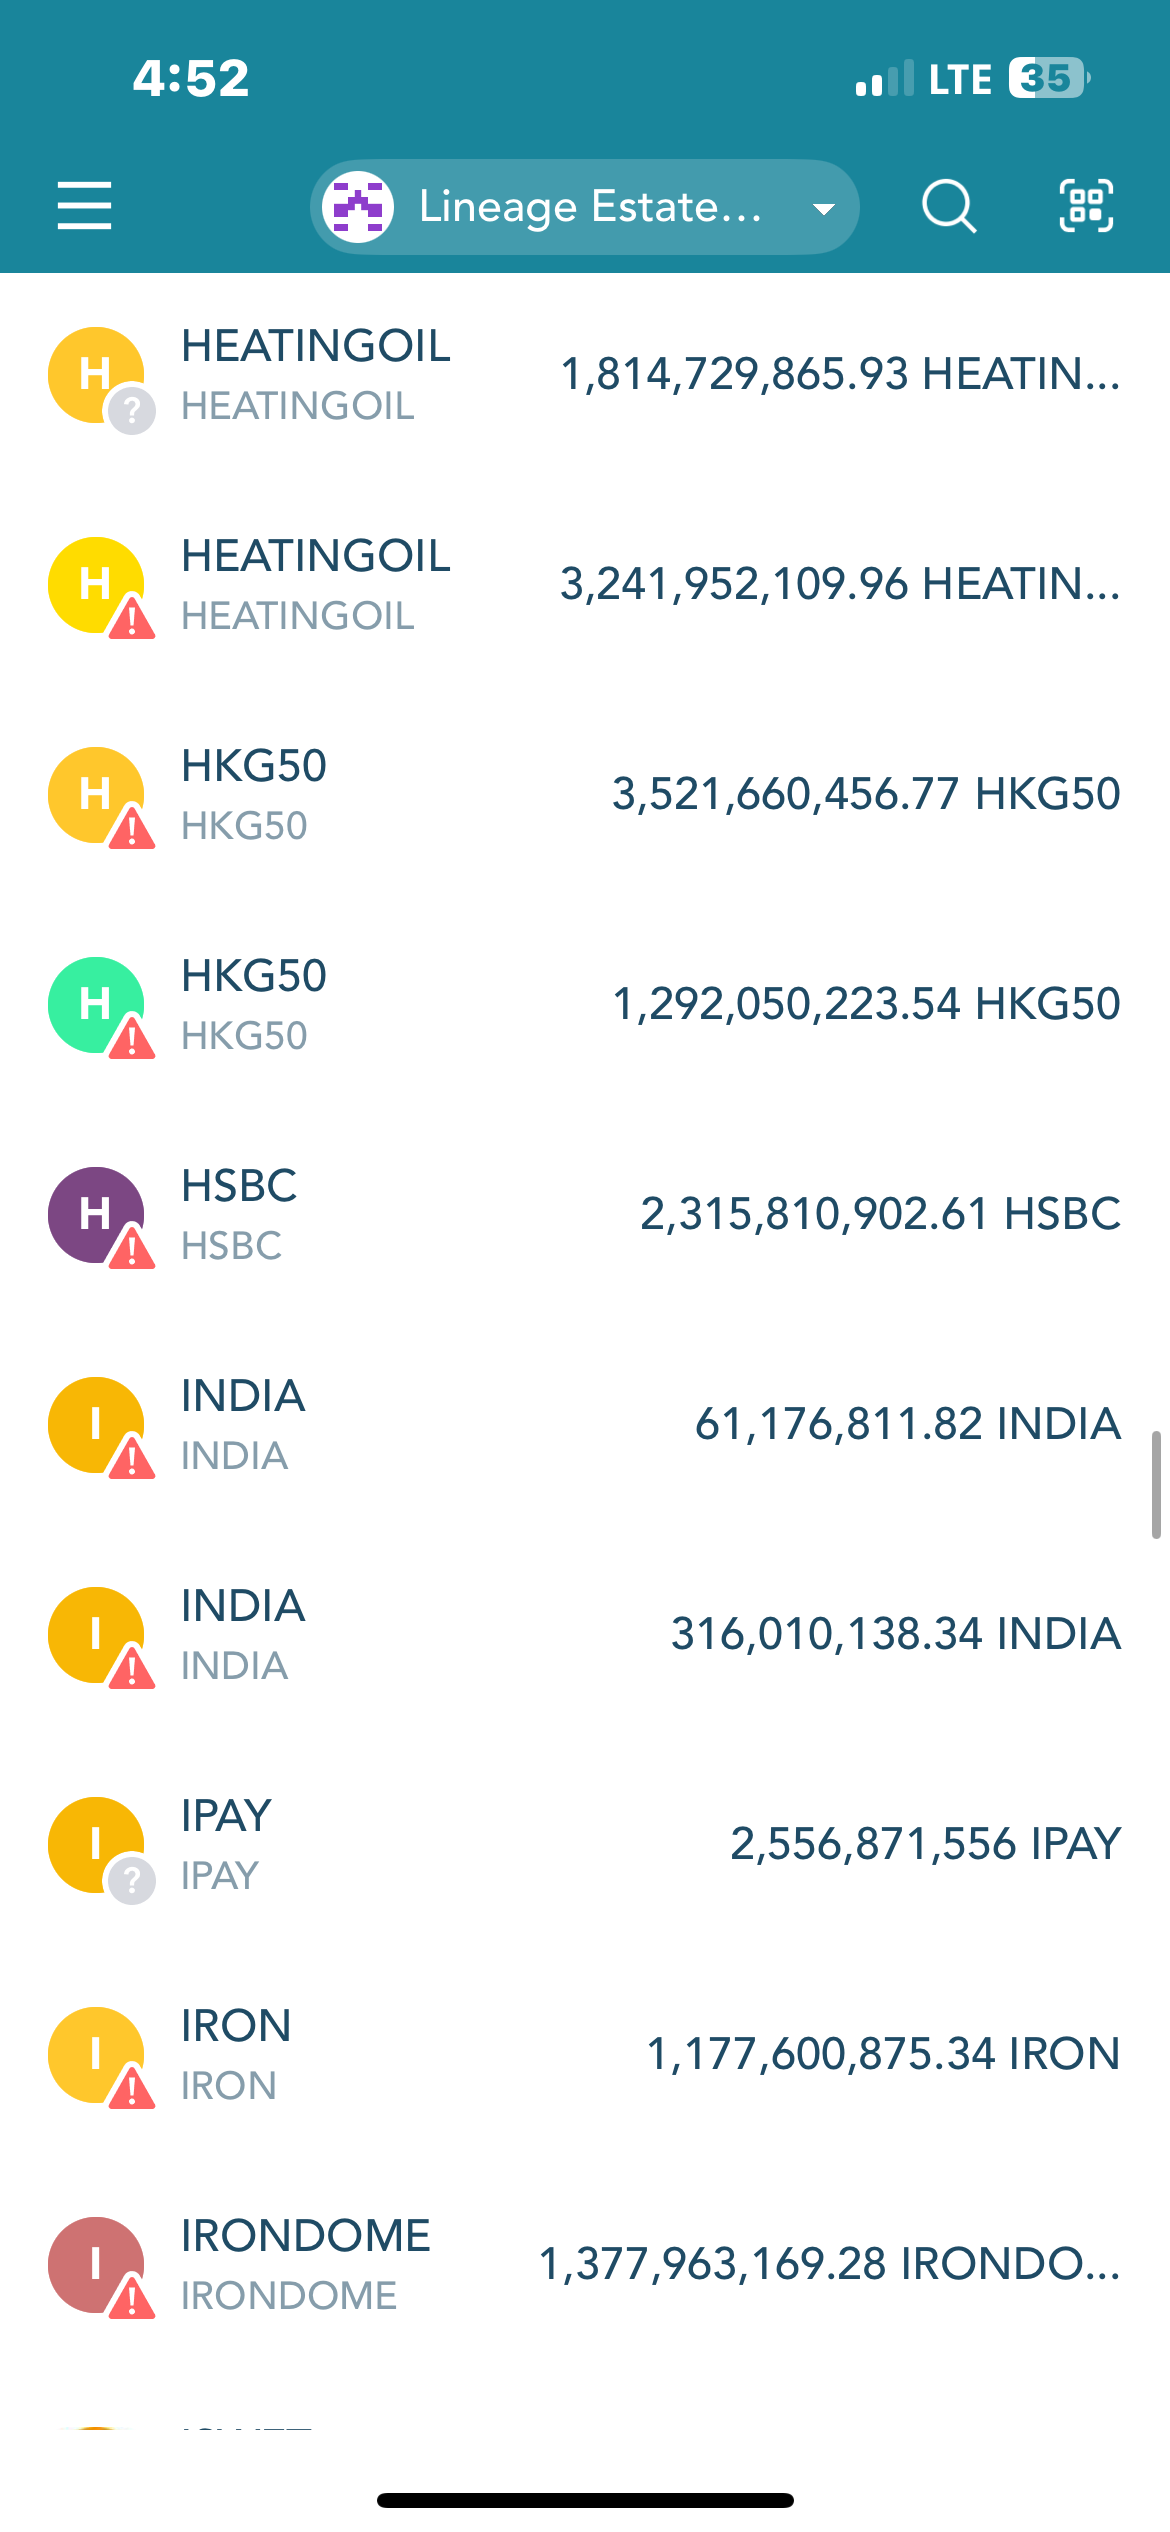 4:52
LTE 35
Lineage Estate...
H
HEATINGOIL
HEATINGOIL
1,814,729,865.93 HEATIN...
?
H
HEATINGOIL
HEATINGOIL
3,241,952,109.96 HEATIN...
!
H
HKG50
HKG50
3,521,660,456.77 HKG50
!
H
HKG50
HKG50
1,292,050,223.54 HKG50
!
H
HSBC
HSBC
2,315,810,902.61 HSBC
!
I
INDIA
INDIA
61,176,811.82 INDIA
!
I
INDIA
INDIA
316,010,138.34 INDIA
!
I
IPAY
IPAY
2,556,871,556 IPAY
?
I
IRON
IRON
1,177,600,875.34 IRON
!
I
IRONDOME
IRONDOME
1,377,963,169.28 IRONDO...
!